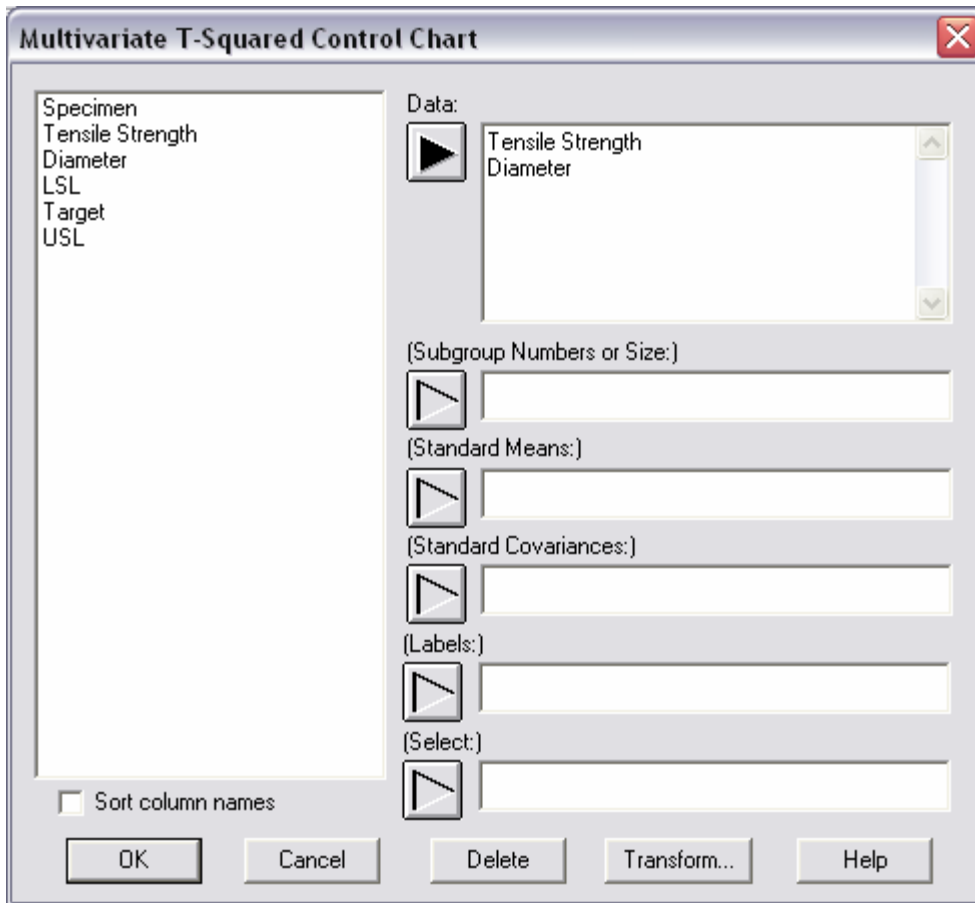 Multivariate T-Squared Control Chart
Specimen
Tensile Strength
Diameter
LSL
Target
USL
Sort column names
Data:
Tensile Strength
Diameter
(Subgroup Numbers or Size:)
(Standard Means:)
(Standard Covariances:)
(Labels:)
(Select:)
OK Cancel Delete Transform... Help